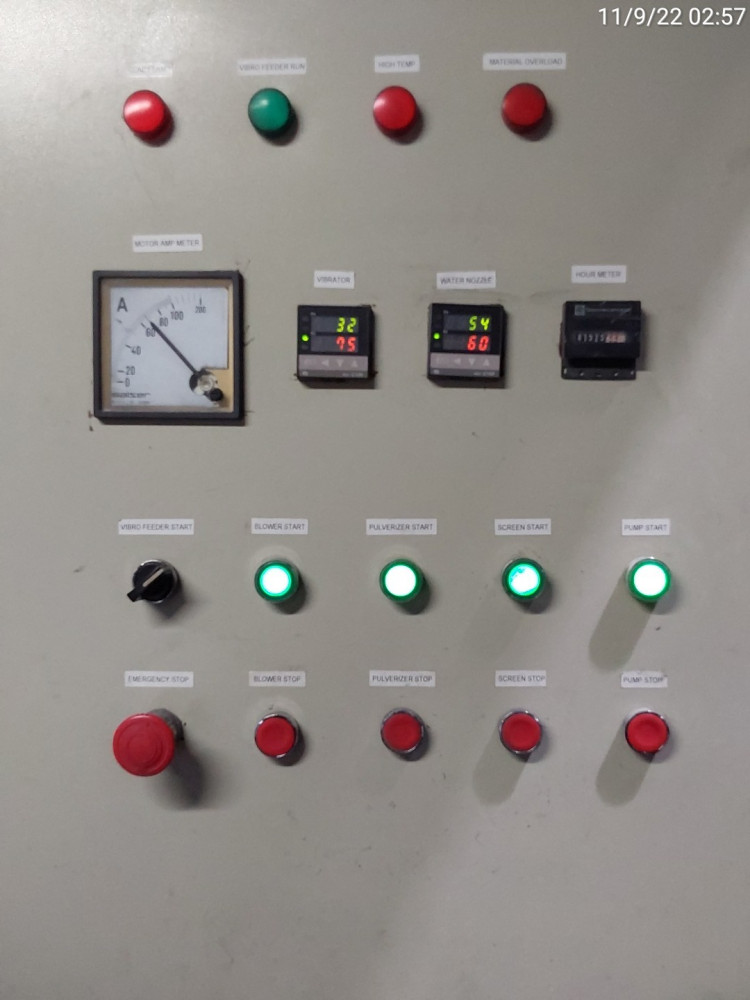 11/9/22 02:57
VIBRO FEEDER RUN
HIGH TEMP
MATERIAL OVERLOAD
MOTOR AMP METER
VIBRATOR
WATER NOZZLE
HOUR METER
A
0
20
40
60
80
100
200
32
75
54
60
VIBRO FEEDER START
BLOWER START
PULVERIZER START
SCREEN START
PUMP START
EMERGENCY STOP
BLOWER STOP
PULVERIZER STOP
SCREEN STOP
PUMP STOP